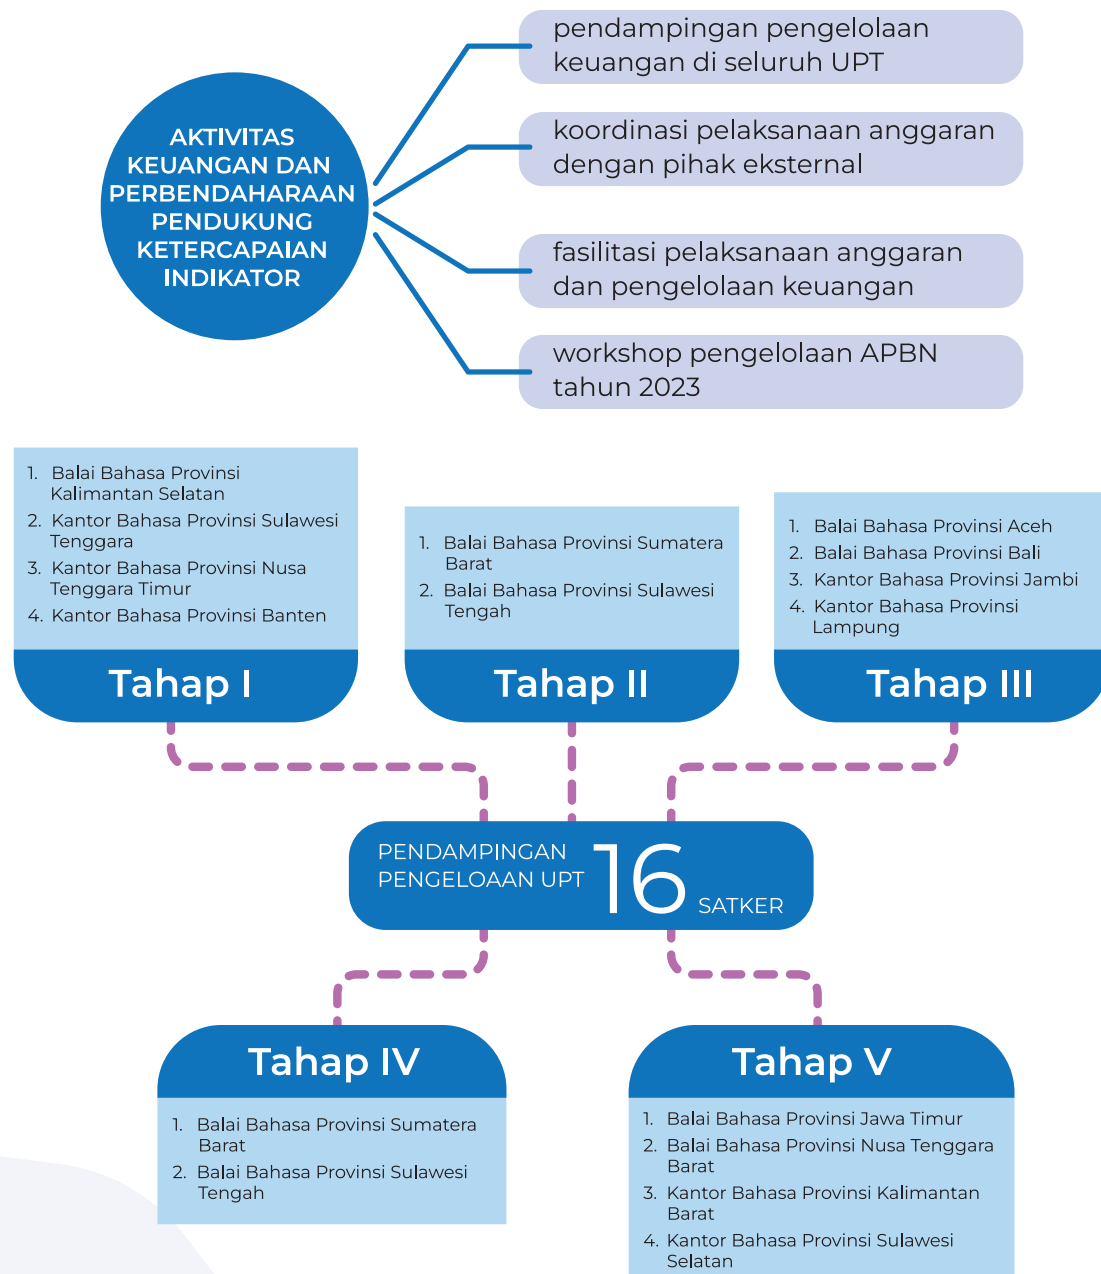 AKTIVITAS
KEUANGAN DAN
PERBENDAHARAAN
PENDUKUNG
KETERCAPAIAN
INDIKATOR
pendampingan pengelolaan
keuangan di seluruh UPT
koordinasi pelaksanaan anggaran
dengan pihak eksternal
fasilitasi pelaksanaan anggaran
dan pengelolaan keuangan
workshop pengelolaan APBN
tahun 2023
1. Balai Bahasa Provinsi
Kalimantan Selatan
2. Kantor Bahasa Provinsi Sulawesi
Tenggara
3. Kantor Bahasa Provinsi Nusa
Tenggara Timur
4. Kantor Bahasa Provinsi Banten
Tahap I
1. Balai Bahasa Provinsi Sumatera
Barat
2. Balai Bahasa Provinsi Sulawesi
Tengah
Tahap II
1. Balai Bahasa Provinsi Aceh
2. Balai Bahasa Provinsi Bali
3. Kantor Bahasa Provinsi Jambi
4. Kantor Bahasa Provinsi
Lampung
Tahap III
PENDAMPINGAN
PENGELOAAN UPT
16 SATKER
Tahap IV
1. Balai Bahasa Provinsi Sumatera
Barat
2. Balai Bahasa Provinsi Sulawesi
Tengah
Tahap V
1. Balai Bahasa Provinsi Jawa Timur
2. Balai Bahasa Provinsi Nusa Tenggara
Barat
3. Kantor Bahasa Provinsi Kalimantan
Barat
4. Kantor Bahasa Provinsi Sulawesi
Selatan